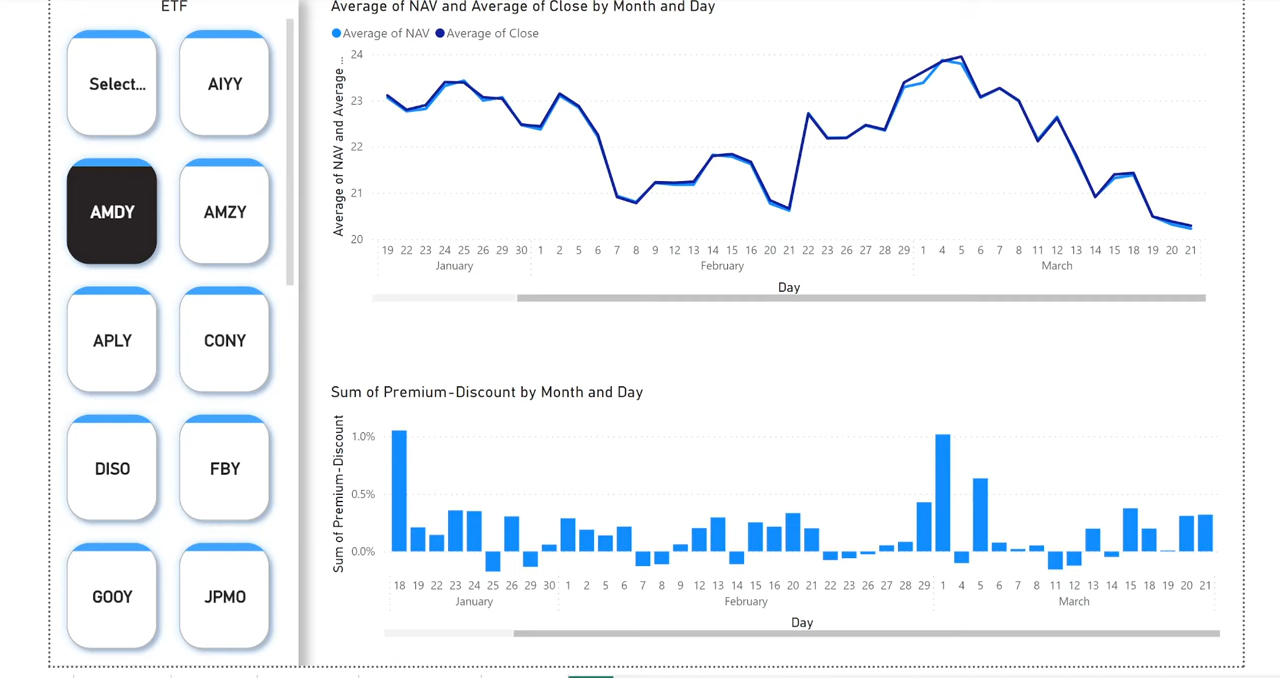 ETF
Select...
AIYY
AMDY
AMZY
APLY
CONY
DISO
FBY
GOOY
JPMO
Average of NAV and Average of Close by Month and Day
Average of NAV Average of Close
Average of NAV and Average ...
24
23
22
21
20
19 22 23 24 25 26 29 30 1 2 5 6 7 8 9 12 13 14 15 16 20 21 22 23 26 27 28 29 1 4 5 6 7 8 11 12 13 14 15 18 19 20 21
January February March
Day
Sum of Premium-Discount by Month and Day
Sum of Premium-Discount
1.0%
0.5%
0.0%
18 19 22 23 24 25 26 29 30 1 2 5 6 7 8 9 12 13 14 15 16 20 21 22 23 26 27 28 29 1 4 5 6 7 8 11 12 13 14 15 18 19 20 21
January February March
Day